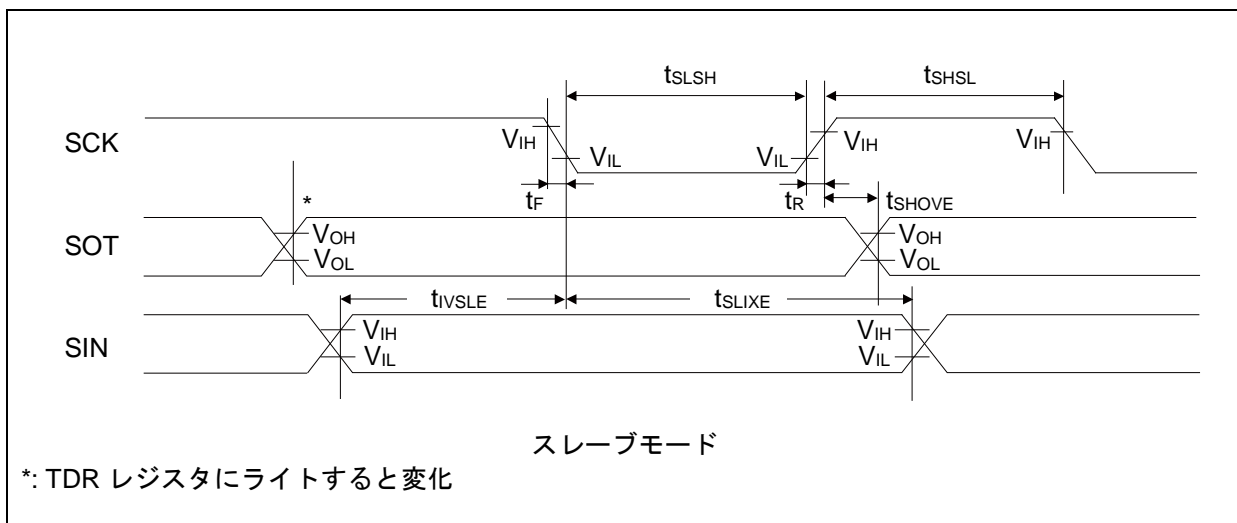 tSLSH
tSHSL
SCK
VIH
VIL
VIL
VIH
VIH
tF
tR
tSHOVE
*
SOT
VOH
VOL
VOH
VOL
tIVSLE
tSLIXE
SIN
VIH
VIL
VIH
VIL
スレーブモード
*: TDR レジスタにライトすると変化